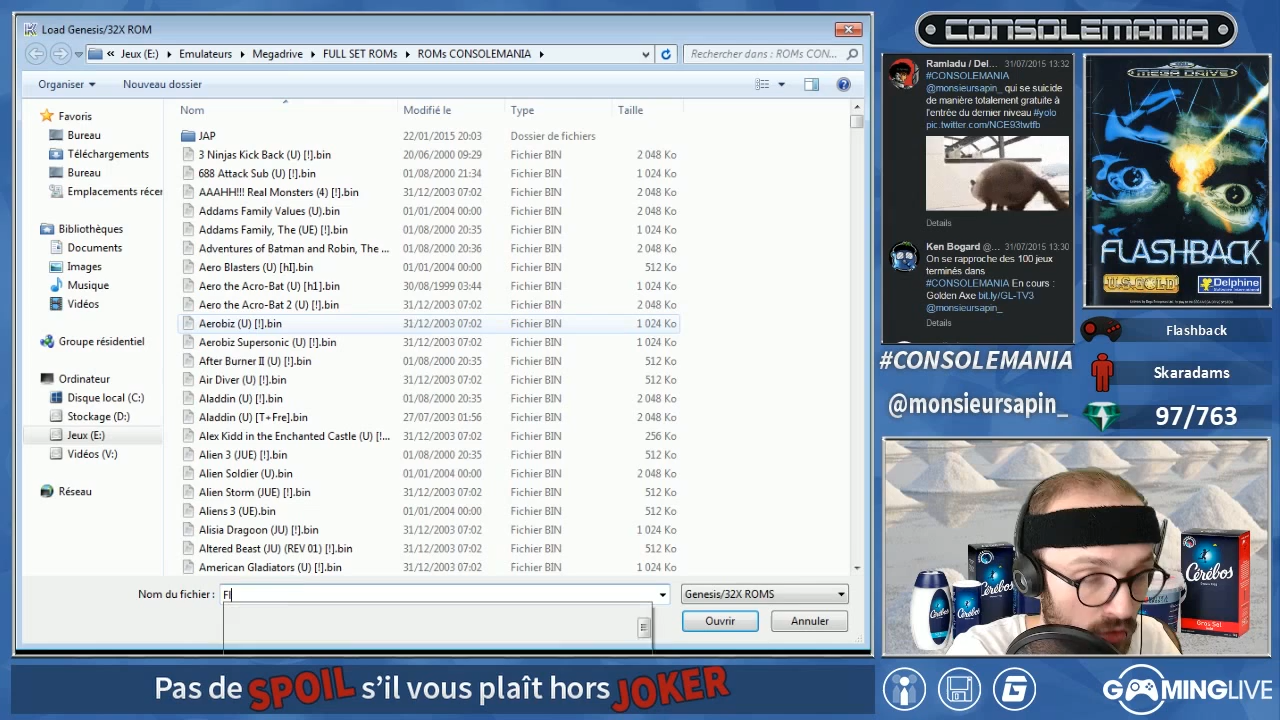 Load Genesis/32X ROM
« Jeux (E:) Emulateurs Megadrive FULL SET ROMs ROMs CONSOLEMANIA
Rechercher dans : ROMs CON...
Organiser
Nouveau dossier
Favoris
Bureau
Téléchargements
Bureau
Emplacements récer
Bibliothèques
Documents
Images
Musique
Vidéos
Groupe résidentiel
Ordinateur
Disque local (C:)
Stockage (D:)
Jeux (E:)
Vidéos (V:)
Réseau
Nom Modifié le Type Taille
JAP 22/01/2015 20:03 Dossier de fichiers
3 Ninjas Kick Back (U) [!].bin 20/06/2000 09:29 Fichier BIN 2 048 Ko
688 Attack Sub (U) [!].bin 01/08/2000 21:34 Fichier BIN 1 024 Ko
AAAHH!!! Real Monsters (4) [!].bin 31/12/2003 07:02 Fichier BIN 2 048 Ko
Addams Family Values (U).bin 01/01/2004 00:00 Fichier BIN 2 048 Ko
Addams Family, The (UE) [!].bin 01/08/2000 20:35 Fichier BIN 1 024 Ko
Adventures of Batman and Robin, The ... 01/08/2000 20:36 Fichier BIN 2 048 Ko
Aero Blasters (U) [hI].bin 01/01/2004 00:00 Fichier BIN 512 Ko
Aero the Acro-Bat (U) [h1].bin 30/08/1999 03:44 Fichier BIN 1 024 Ko
Aero the Acro-Bat 2 (U) [!].bin 31/12/2003 07:02 Fichier BIN 2 048 Ko
Aerobiz (U) [!].bin 31/12/2003 07:02 Fichier BIN 1 024 Ko
Aerobiz Supersonic (U) [!].bin 31/12/2003 07:02 Fichier BIN 1 024 Ko
After Burner II (U) [!].bin 01/08/2000 20:35 Fichier BIN 512 Ko
Air Diver (U) [!].bin 31/12/2003 07:02 Fichier BIN 512 Ko
Aladdin (U) [!].bin 01/08/2000 20:35 Fichier BIN 2 048 Ko
Aladdin (U) [T+Fre].bin 27/07/2003 01:56 Fichier BIN 2 048 Ko
Alex Kidd in the Enchanted Castle (U) [!... 31/12/2003 07:02 Fichier BIN 256 Ko
Alien 3 (JUE) [!].bin 01/08/2000 20:35 Fichier BIN 512 Ko
Alien Soldier (U).bin 01/01/2004 00:00 Fichier BIN 2 048 Ko
Alien Storm (JUE) [!].bin 31/12/2003 07:02 Fichier BIN 512 Ko
Aliens 3 (UE).bin 01/01/2004 00:00 Fichier BIN 512 Ko
Alisia Dragoon (JU) [!].bin 31/12/2003 07:02 Fichier BIN 1 024 Ko
Altered Beast (JU) (REV 01) [!].bin 31/12/2003 07:02 Fichier BIN 512 Ko
American Gladiators (U) [!].bin 31/12/2003 07:02 Fichier BIN 1 024 Ko
Nom du fichier : Fl
Genesis/32X ROMS
Ouvrir
Annuler
CONSOLEMANIA
Ramladu / Del... 31/07/2015 13:32
#CONSOLEMANIA
@monsieursapin_ qui se suicide
de manière totalement gratuite à
l'entrée du dernier niveau #yolo
pic.twitter.com/NCE93twtfb
Details
Ken Bogard @... 31/07/2015 13:30
On se rapproche des 100 jeux
terminés dans
#CONSOLEMANIA En cours :
Golden Axe bit.ly/GL-TV3
@monsieursapin_
Details
MEGA DRIVE
FLASHBACK
U.S. GOLD
Delphine
Software International
#CONSOLEMANIA
@monsieursapin_
Flashback
Skaradams
97/763
Cérébos
Cérébos
Cérébos
Cérébos
Gros Sel
Pas de SPOIL s'il vous plaît hors JOKER
GAMINGLIVE